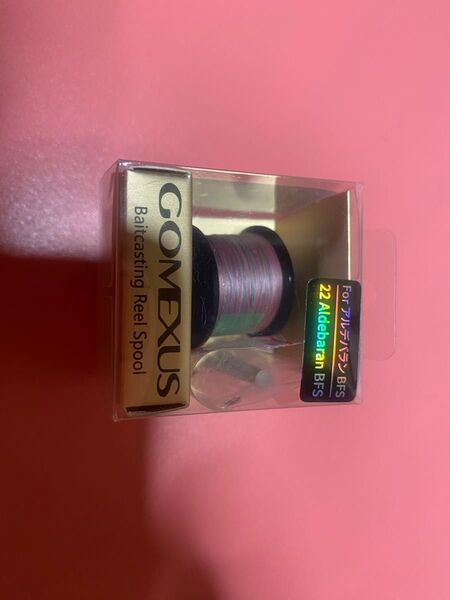 GOMEXUS
Baitcasting Reel Spool
For アルデバラン BFS
22 Aldebaran BFS